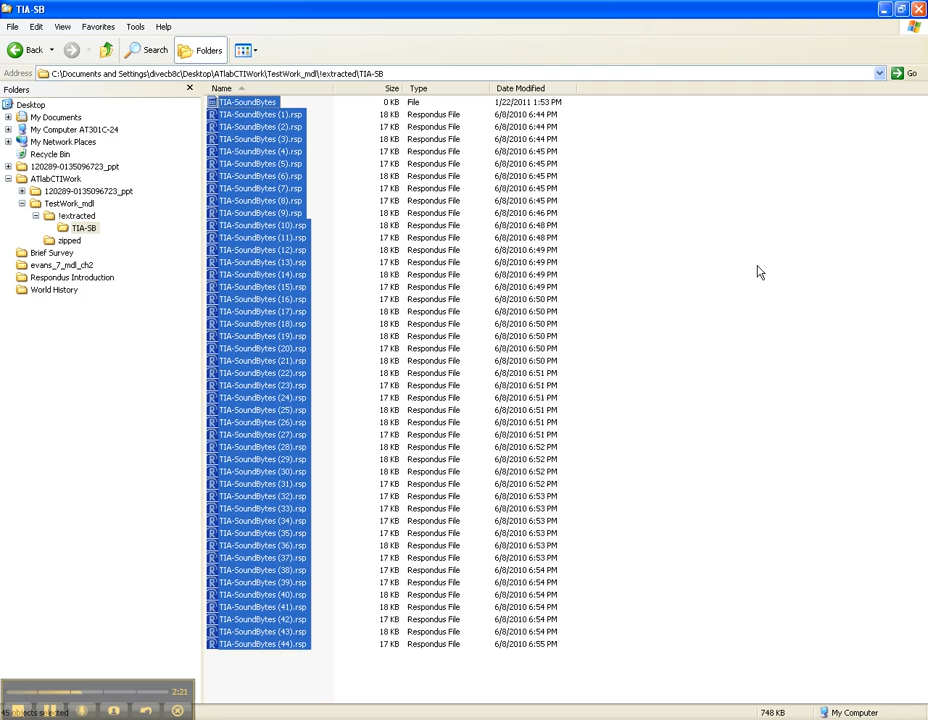 TIA-SB
File Edit View Favorites Tools Help
Back Search Folders
Address C:\Documents and Settings\divecb8c\Desktop\ATlabCTIWork\TestWork_mdl\!extracted\TIA-SB Go
Folders
Desktop
My Documents
My Computer AT301C-24
My Network Places
Recycle Bin
120289-0135096723_ppt
ATlabCTIWork
120289-0135096723_ppt
TestWork_mdl
!extracted
TIA-SB
zipped
Brief Survey
evans_7_mdl_ch2
Respondus Introduction
World History
Name Size Type Date Modified
TIA-SoundBytes 0 KB File 1/22/2011 1:53 PM
TIA-SoundBytes (1).rsp 18 KB Respondus File 6/8/2010 6:44 PM
TIA-SoundBytes (2).rsp 17 KB Respondus File 6/8/2010 6:44 PM
TIA-SoundBytes (3).rsp 18 KB Respondus File 6/8/2010 6:44 PM
TIA-SoundBytes (4).rsp 17 KB Respondus File 6/8/2010 6:45 PM
TIA-SoundBytes (5).rsp 17 KB Respondus File 6/8/2010 6:45 PM
TIA-SoundBytes (6).rsp 18 KB Respondus File 6/8/2010 6:45 PM
TIA-SoundBytes (7).rsp 17 KB Respondus File 6/8/2010 6:45 PM
TIA-SoundBytes (8).rsp 17 KB Respondus File 6/8/2010 6:45 PM
TIA-SoundBytes (9).rsp 18 KB Respondus File 6/8/2010 6:46 PM
TIA-SoundBytes (10).rsp 18 KB Respondus File 6/8/2010 6:48 PM
TIA-SoundBytes (11).rsp 17 KB Respondus File 6/8/2010 6:48 PM
TIA-SoundBytes (12).rsp 18 KB Respondus File 6/8/2010 6:49 PM
TIA-SoundBytes (13).rsp 17 KB Respondus File 6/8/2010 6:49 PM
TIA-SoundBytes (14).rsp 18 KB Respondus File 6/8/2010 6:49 PM
TIA-SoundBytes (15).rsp 17 KB Respondus File 6/8/2010 6:49 PM
TIA-SoundBytes (16).rsp 17 KB Respondus File 6/8/2010 6:50 PM
TIA-SoundBytes (17).rsp 18 KB Respondus File 6/8/2010 6:50 PM
TIA-SoundBytes (18).rsp 18 KB Respondus File 6/8/2010 6:50 PM
TIA-SoundBytes (19).rsp 18 KB Respondus File 6/8/2010 6:50 PM
TIA-SoundBytes (20).rsp 17 KB Respondus File 6/8/2010 6:50 PM
TIA-SoundBytes (21).rsp 18 KB Respondus File 6/8/2010 6:50 PM
TIA-SoundBytes (22).rsp 18 KB Respondus File 6/8/2010 6:51 PM
TIA-SoundBytes (23).rsp 17 KB Respondus File 6/8/2010 6:51 PM
TIA-SoundBytes (24).rsp 17 KB Respondus File 6/8/2010 6:51 PM
TIA-SoundBytes (25).rsp 18 KB Respondus File 6/8/2010 6:51 PM
TIA-SoundBytes (26).rsp 18 KB Respondus File 6/8/2010 6:51 PM
TIA-SoundBytes (27).rsp 17 KB Respondus File 6/8/2010 6:51 PM
TIA-SoundBytes (28).rsp 18 KB Respondus File 6/8/2010 6:52 PM
TIA-SoundBytes (29).rsp 17 KB Respondus File 6/8/2010 6:52 PM
TIA-SoundBytes (30).rsp 18 KB Respondus File 6/8/2010 6:52 PM
TIA-SoundBytes (31).rsp 17 KB Respondus File 6/8/2010 6:52 PM
TIA-SoundBytes (32).rsp 18 KB Respondus File 6/8/2010 6:53 PM
TIA-SoundBytes (33).rsp 17 KB Respondus File 6/8/2010 6:53 PM
TIA-SoundBytes (34).rsp 17 KB Respondus File 6/8/2010 6:53 PM
TIA-SoundBytes (35).rsp 17 KB Respondus File 6/8/2010 6:53 PM
TIA-SoundBytes (36).rsp 18 KB Respondus File 6/8/2010 6:53 PM
TIA-SoundBytes (37).rsp 17 KB Respondus File 6/8/2010 6:53 PM
TIA-SoundBytes (38).rsp 17 KB Respondus File 6/8/2010 6:54 PM
TIA-SoundBytes (39).rsp 17 KB Respondus File 6/8/2010 6:54 PM
TIA-SoundBytes (40).rsp 18 KB Respondus File 6/8/2010 6:54 PM
TIA-SoundBytes (41).rsp 18 KB Respondus File 6/8/2010 6:54 PM
TIA-SoundBytes (42).rsp 17 KB Respondus File 6/8/2010 6:54 PM
TIA-SoundBytes (43).rsp 18 KB Respondus File 6/8/2010 6:54 PM
TIA-SoundBytes (44).rsp 17 KB Respondus File 6/8/2010 6:55 PM
2:21
45 objects selected 748 KB My Computer